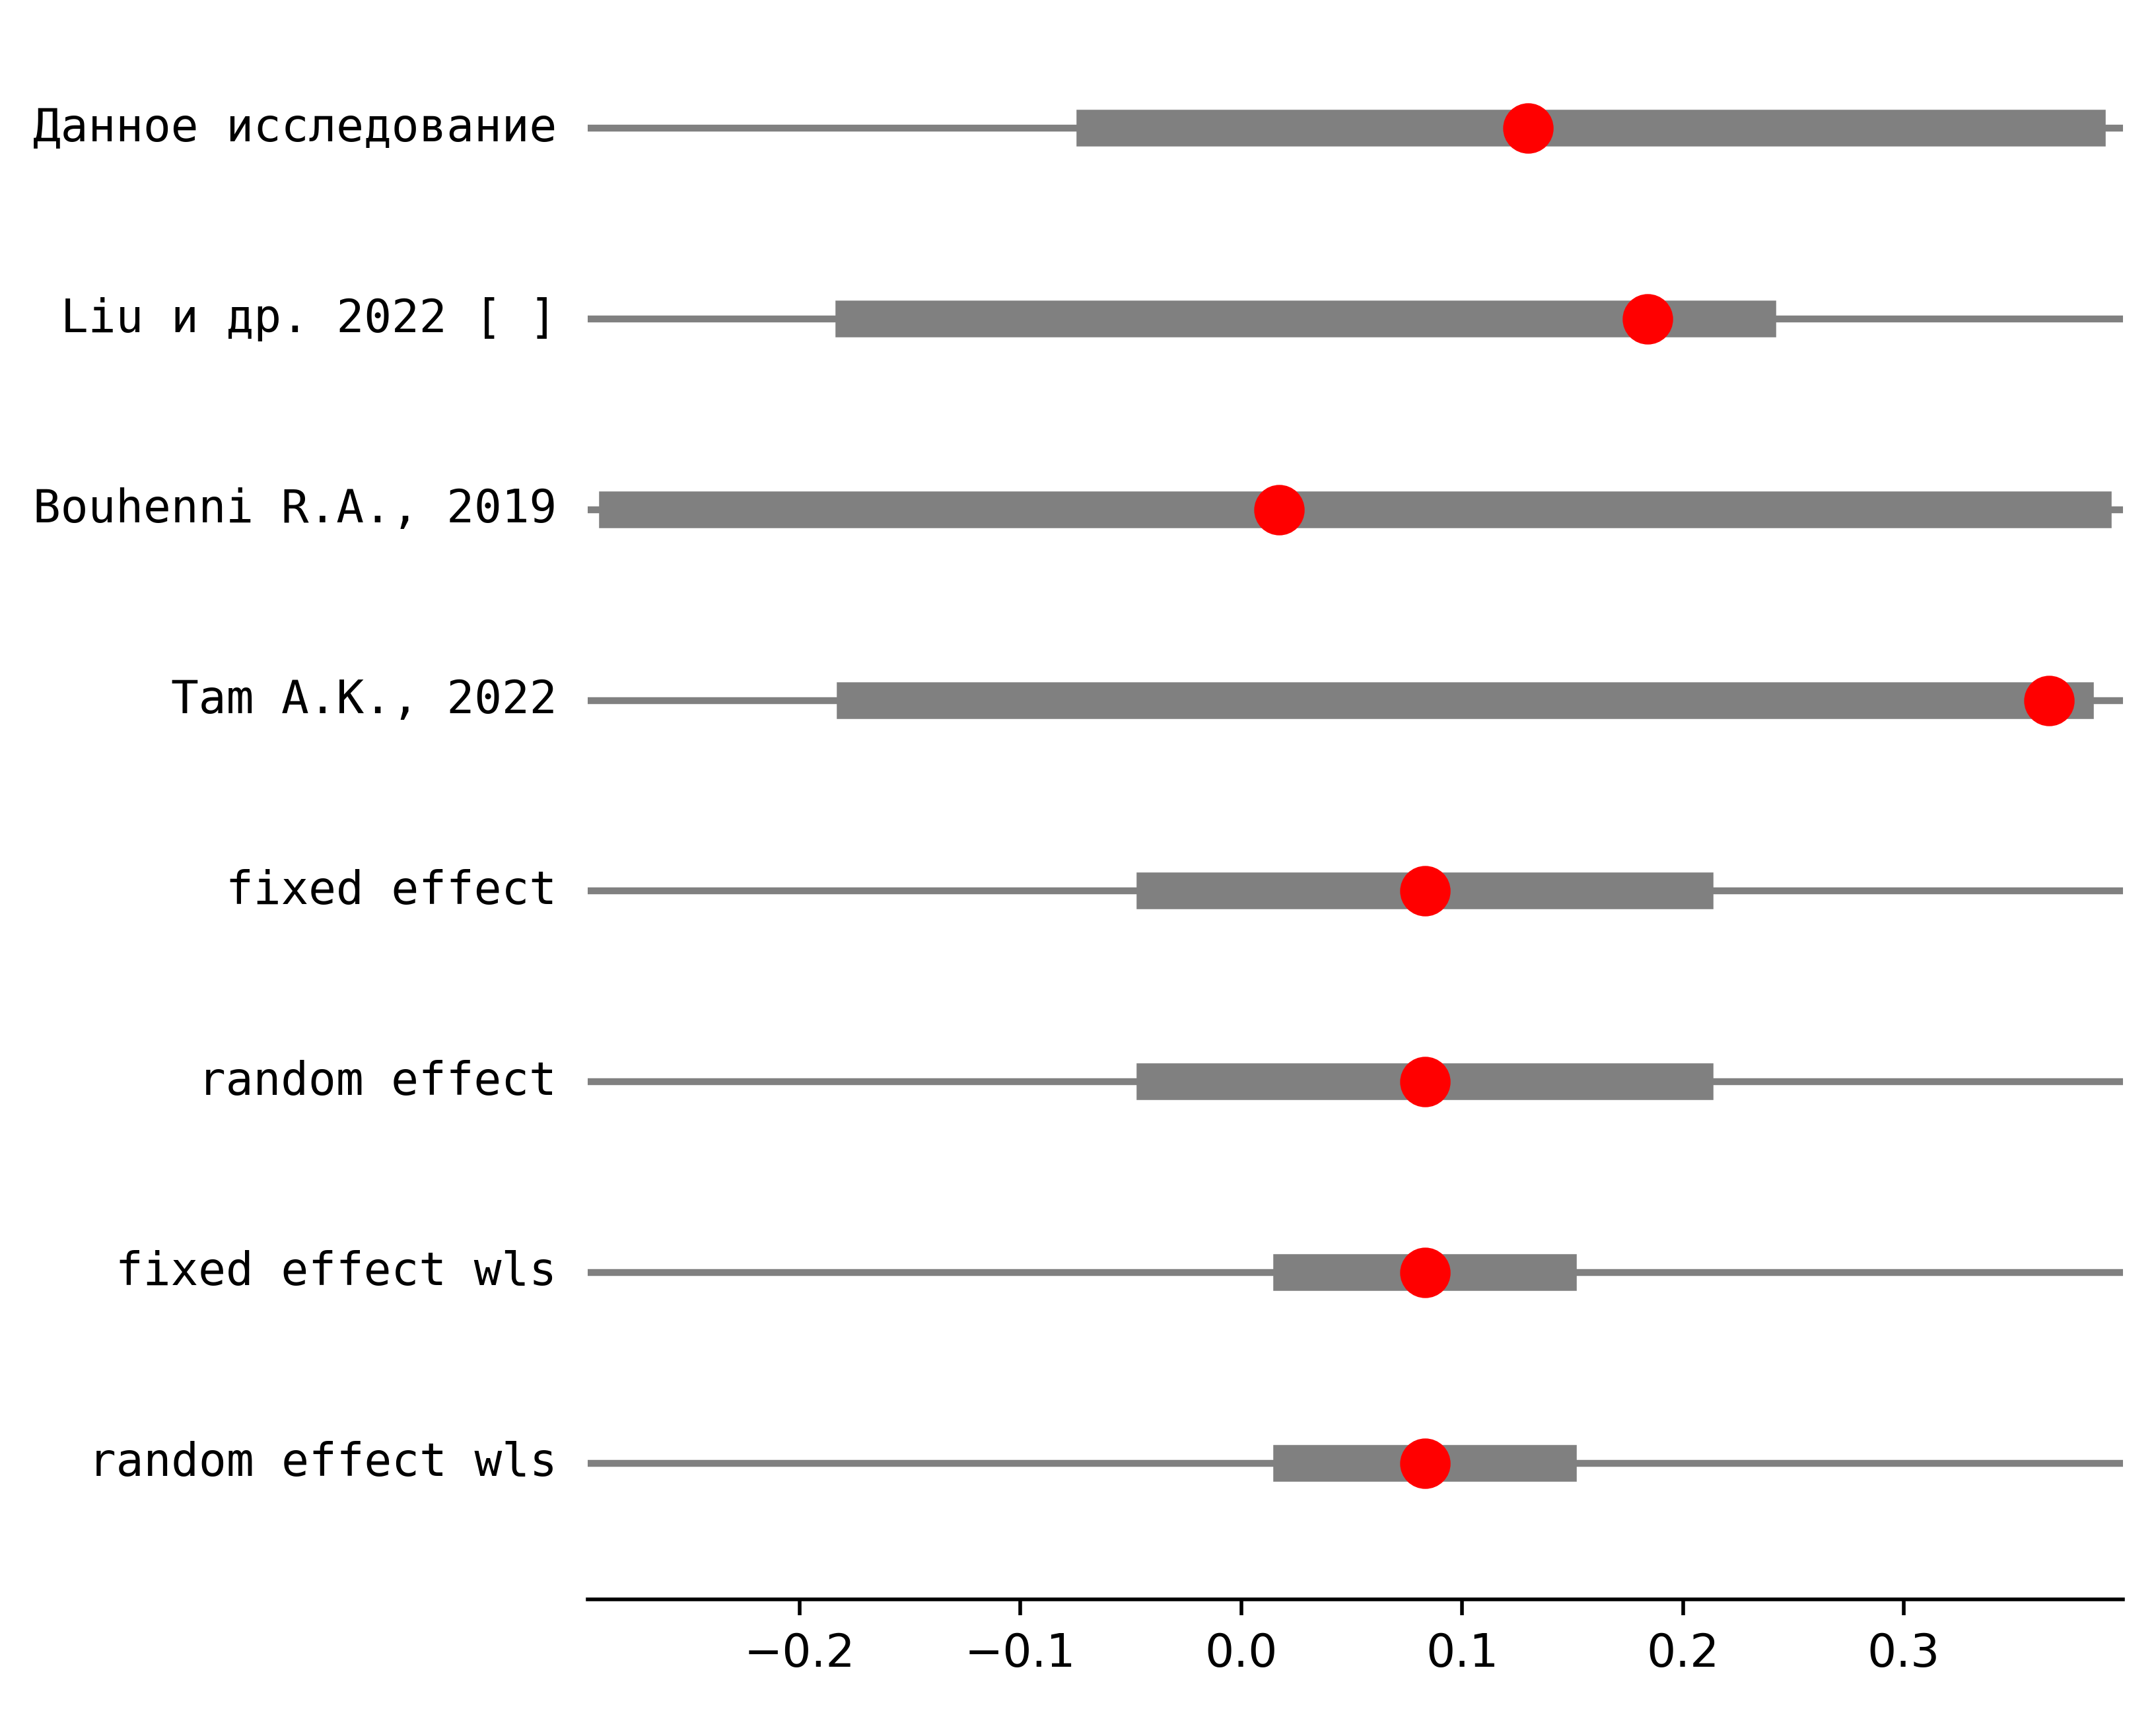 Данное исследование
Liu и др. 2022 [ ]
Bouhenni R.A., 2019
Tam A.K., 2022
fixed effect
random effect
fixed effect wls
random effect wls
−0.2 −0.1 0.0 0.1 0.2 0.3